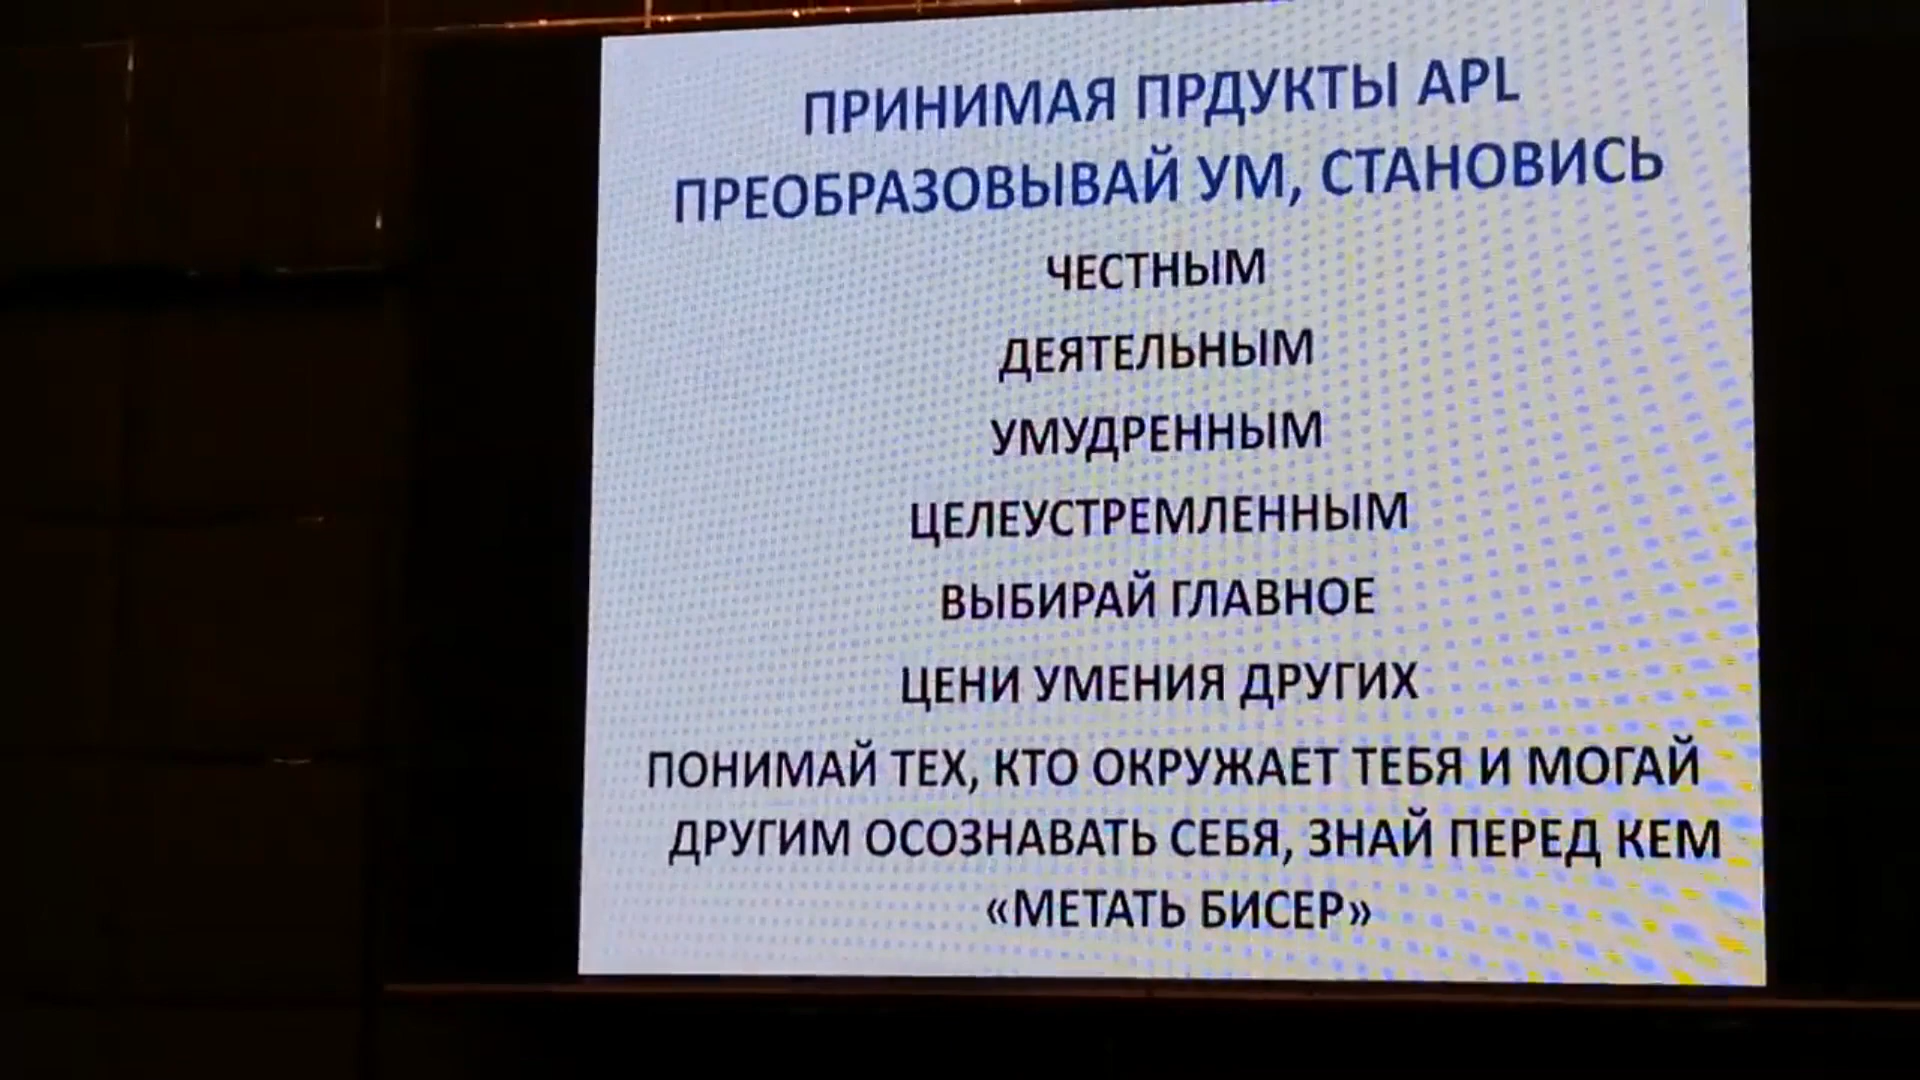 ПРИНИМАЯ ПРДУКТЫ APL
ПРЕОБРАЗОВЫВАЙ УМ, СТАНОВИСЬ
ЧЕСТНЫМ
ДЕЯТЕЛЬНЫМ
УМУДРЕННЫМ
ЦЕЛЕУСТРЕМЛЕННЫМ
ВЫБИРАЙ ГЛАВНОЕ
ЦЕНИ УМЕНИЯ ДРУГИХ
ПОНИМАЙ ТЕХ, КТО ОКРУЖАЕТ ТЕБЯ И МОГАЙ
ДРУГИМ ОСОЗНАВАТЬ СЕБЯ, ЗНАЙ ПЕРЕД КЕМ
«МЕТАТЬ БИСЕР»